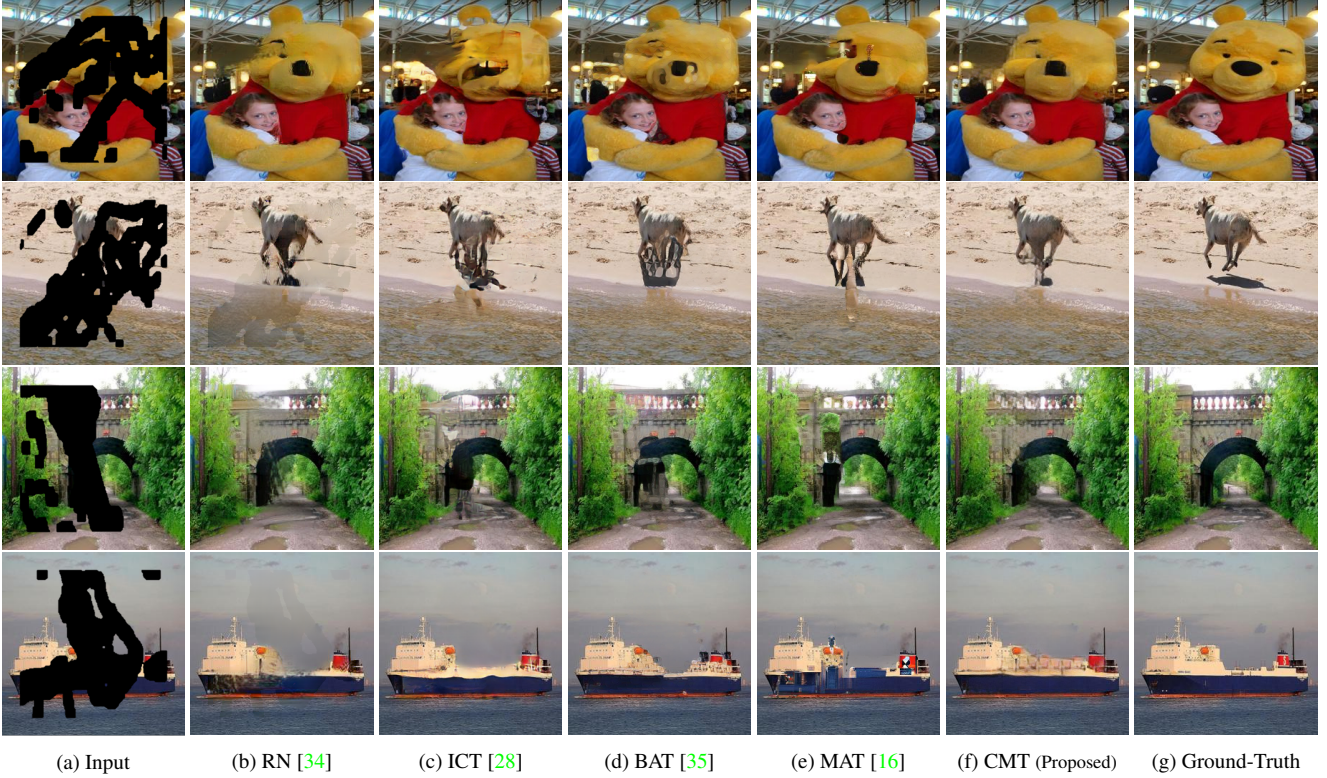 (a) Input (b) RN [34] (c) ICT [28] (d) BAT [35] (e) MAT [16] (f) CMT (Proposed) (g) Ground-Truth